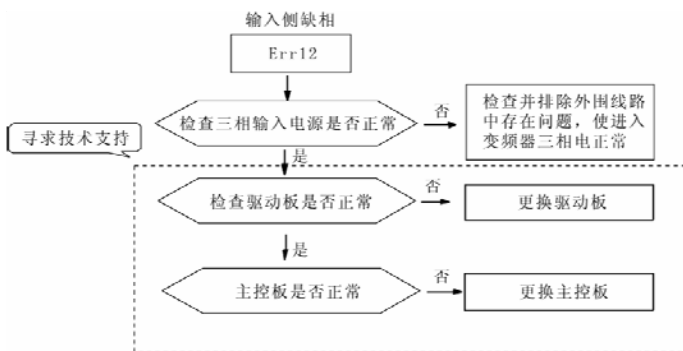 输入侧缺相
Err12
检查三相输入电源是否正常
否
检查并排除外围线路
中存在问题，使进入
变频器三相电正常
寻求技术支持
是
检查驱动板是否正常
否
更换驱动板
是
主控板是否正常
否
更换主控板